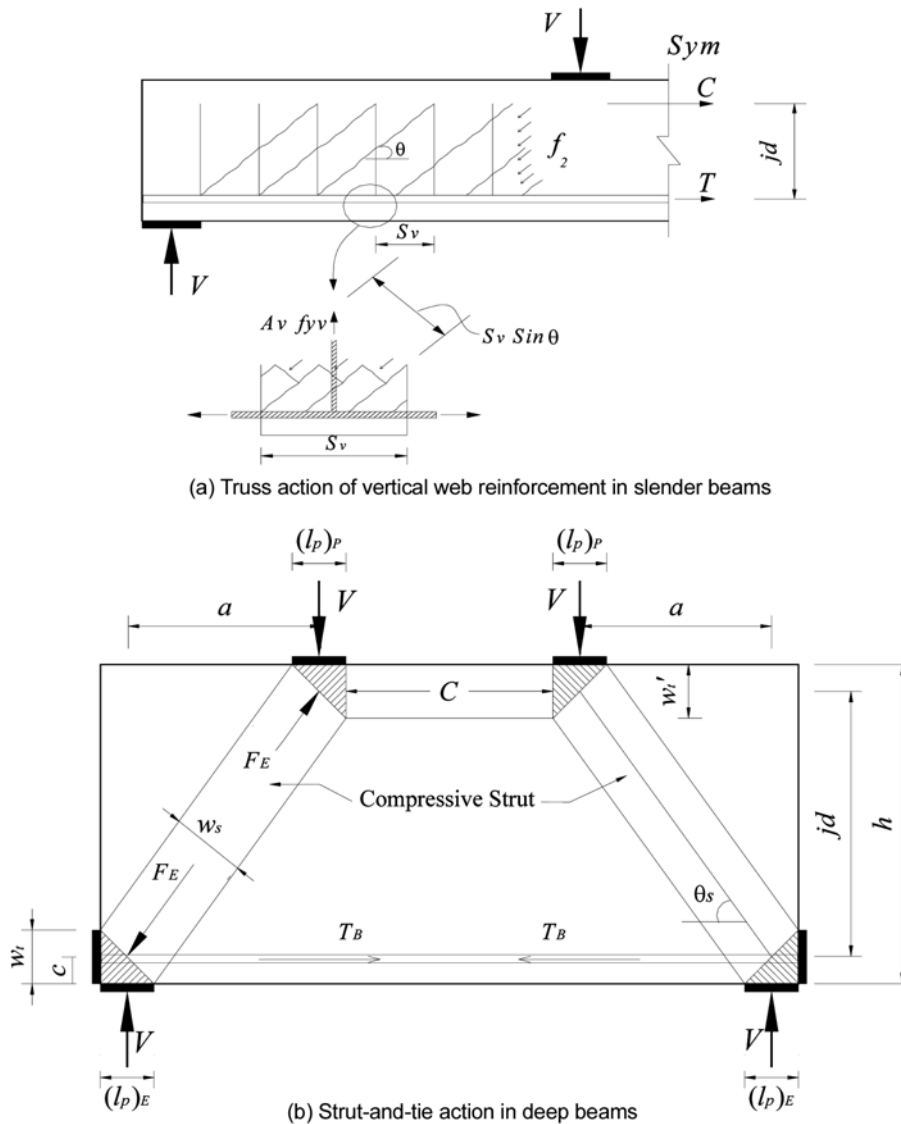 V
Sym
C
θ
f₂
jd
T
Sv
V
Av fyv
Sv Sin θ
Sv
(a) Truss action of vertical web reinforcement in slender beams
(lp)P (lp)P
a V V a
C wt'
FE
Compressive Strut
ws jd h
FE θs
wt c TB TB
V V
(lp)E (lp)E
(b) Strut-and-tie action in deep beams